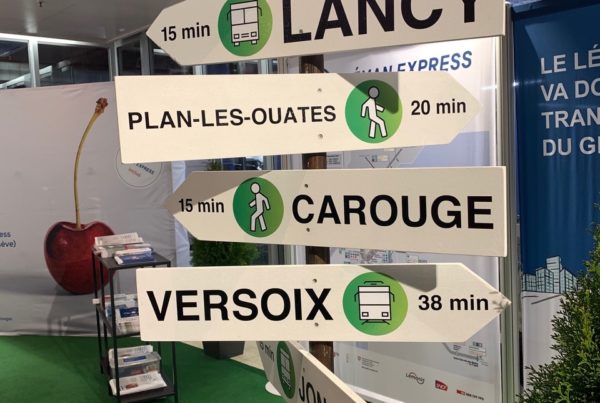 15 min LANCY
LÉMAN EXPRESS
PLAN-LES-OUATES 20 min
15 min CAROUGE
VERSOIX 38 min
LE LÉ
VA DO
TRAN
DU G